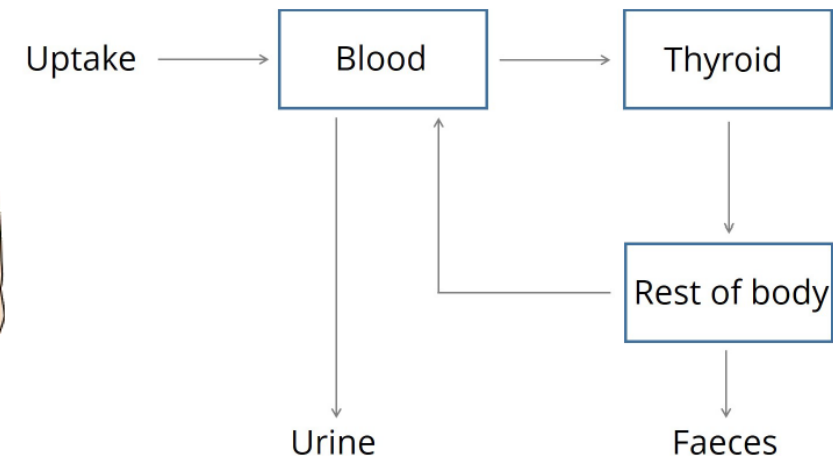 Uptake
Blood
Thyroid
Rest of body
Urine
Faeces